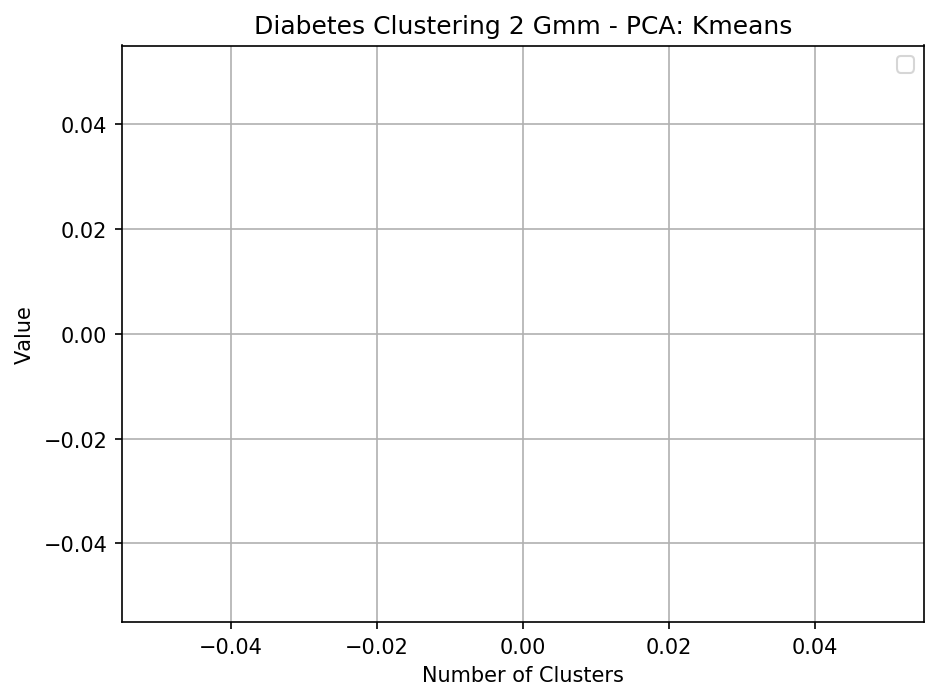 Diabetes Clustering 2 Gmm - PCA: Kmeans
0.04
0.02
0.00
−0.02
−0.04
Value
−0.04 −0.02 0.00 0.02 0.04
Number of Clusters